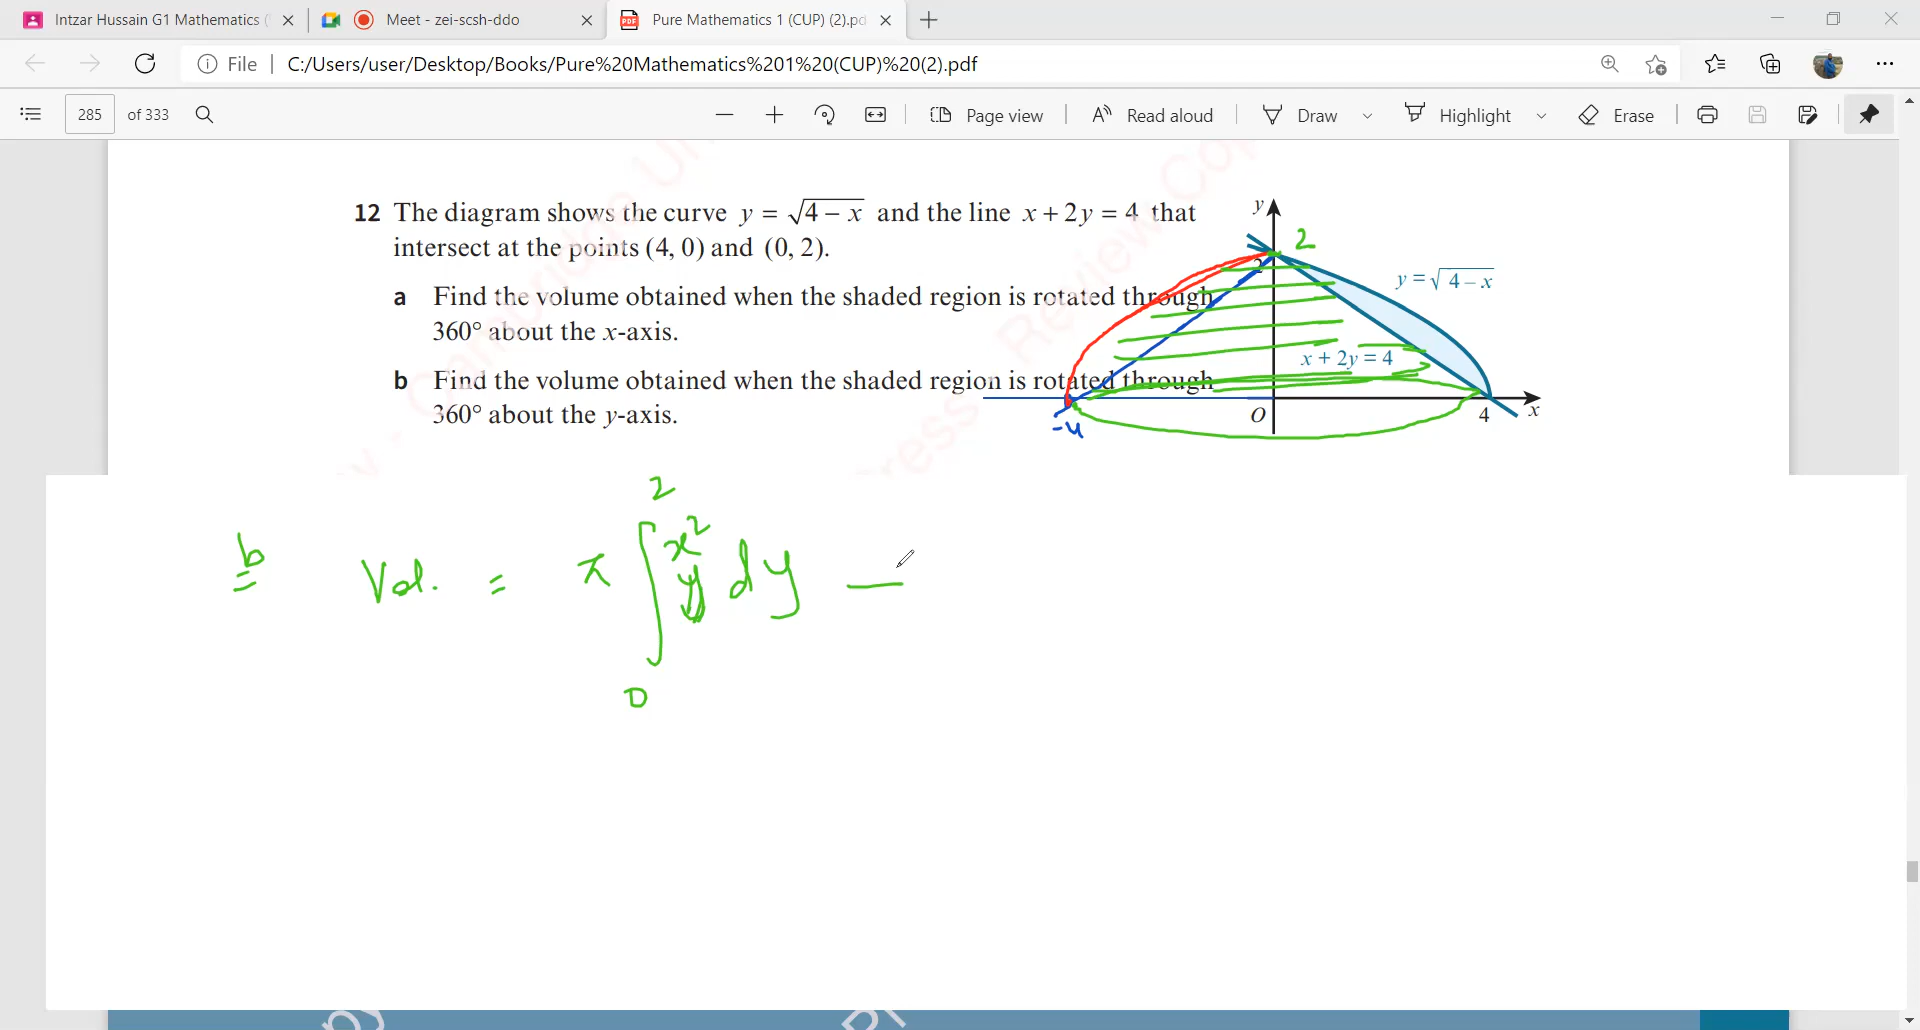 Intzar Hussain G1 Mathematics (
Meet - zei-scsh-ddo
Pure Mathematics 1 (CUP) (2).pd
File
C:/Users/user/Desktop/Books/Pure%20Mathematics%201%20(CUP)%20(2).pdf
285 of 333
Page view
Read aloud
Draw
Highlight
Erase
12 The diagram shows the curve y = √(4 – x) and the line x + 2y = 4 that
intersect at the points (4, 0) and (0, 2).
a Find the volume obtained when the shaded region is rotated through
360° about the x-axis.
b Find the volume obtained when the shaded region is rotated through
360° about the y-axis.
y
2
2
y = √(4 – x)
x + 2y = 4
-4
O
4
x
b Vol. = π ∫₀² x² dy —